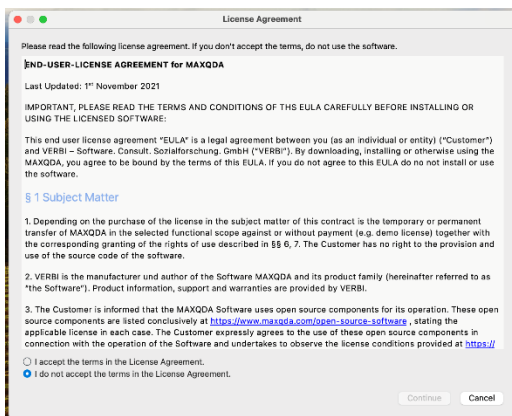 License Agreement
Please read the following license agreement. If you don't accept the terms, do not use the software.
END-USER-LICENSE AGREEMENT for MAXQDA
Last Updated: 1st November 2021
IMPORTANT, PLEASE READ THE TERMS AND CONDITIONS OF THS EULA CAREFULLY BEFORE INSTALLING OR
USING THE LICENSED SOFTWARE:
This end user license agreement "EULA" is a legal agreement between you (as an individual or entity) ("Customer")
and VERBI – Software. Consult. Sozialforschung. GmbH ("VERBI"). By downloading, installing or otherwise using the
MAXQDA, you agree to be bound by the terms of this EULA. If you do not agree to this EULA do no not install or use
the software.
§ 1 Subject Matter
1. Depending on the purchase of the license in the subject matter of this contract is the temporary or permanent
transfer of MAXQDA in the selected functional scope against or without payment (e.g. demo license) together with
the corresponding granting of the rights of use described in §§ 6, 7. The Customer has no right to the provision and
use of the source code of the software.
2. VERBI is the manufacturer und author of the Software MAXQDA and its product family (hereinafter referred to as
"the Software"). Product information, support and warranties are provided by VERBI.
3. The Customer is informed that the MAXQDA Software uses open source components for its operation. These open
source components are listed conclusively at https://www.maxqda.com/open-source-software , stating the
applicable license in each case. The Customer expressly agrees to the use of these open source components in
connection with the operation of the Software and undertakes to observe the license conditions provided at https://
I accept the terms in the License Agreement.
I do not accept the terms in the License Agreement.
Continue Cancel